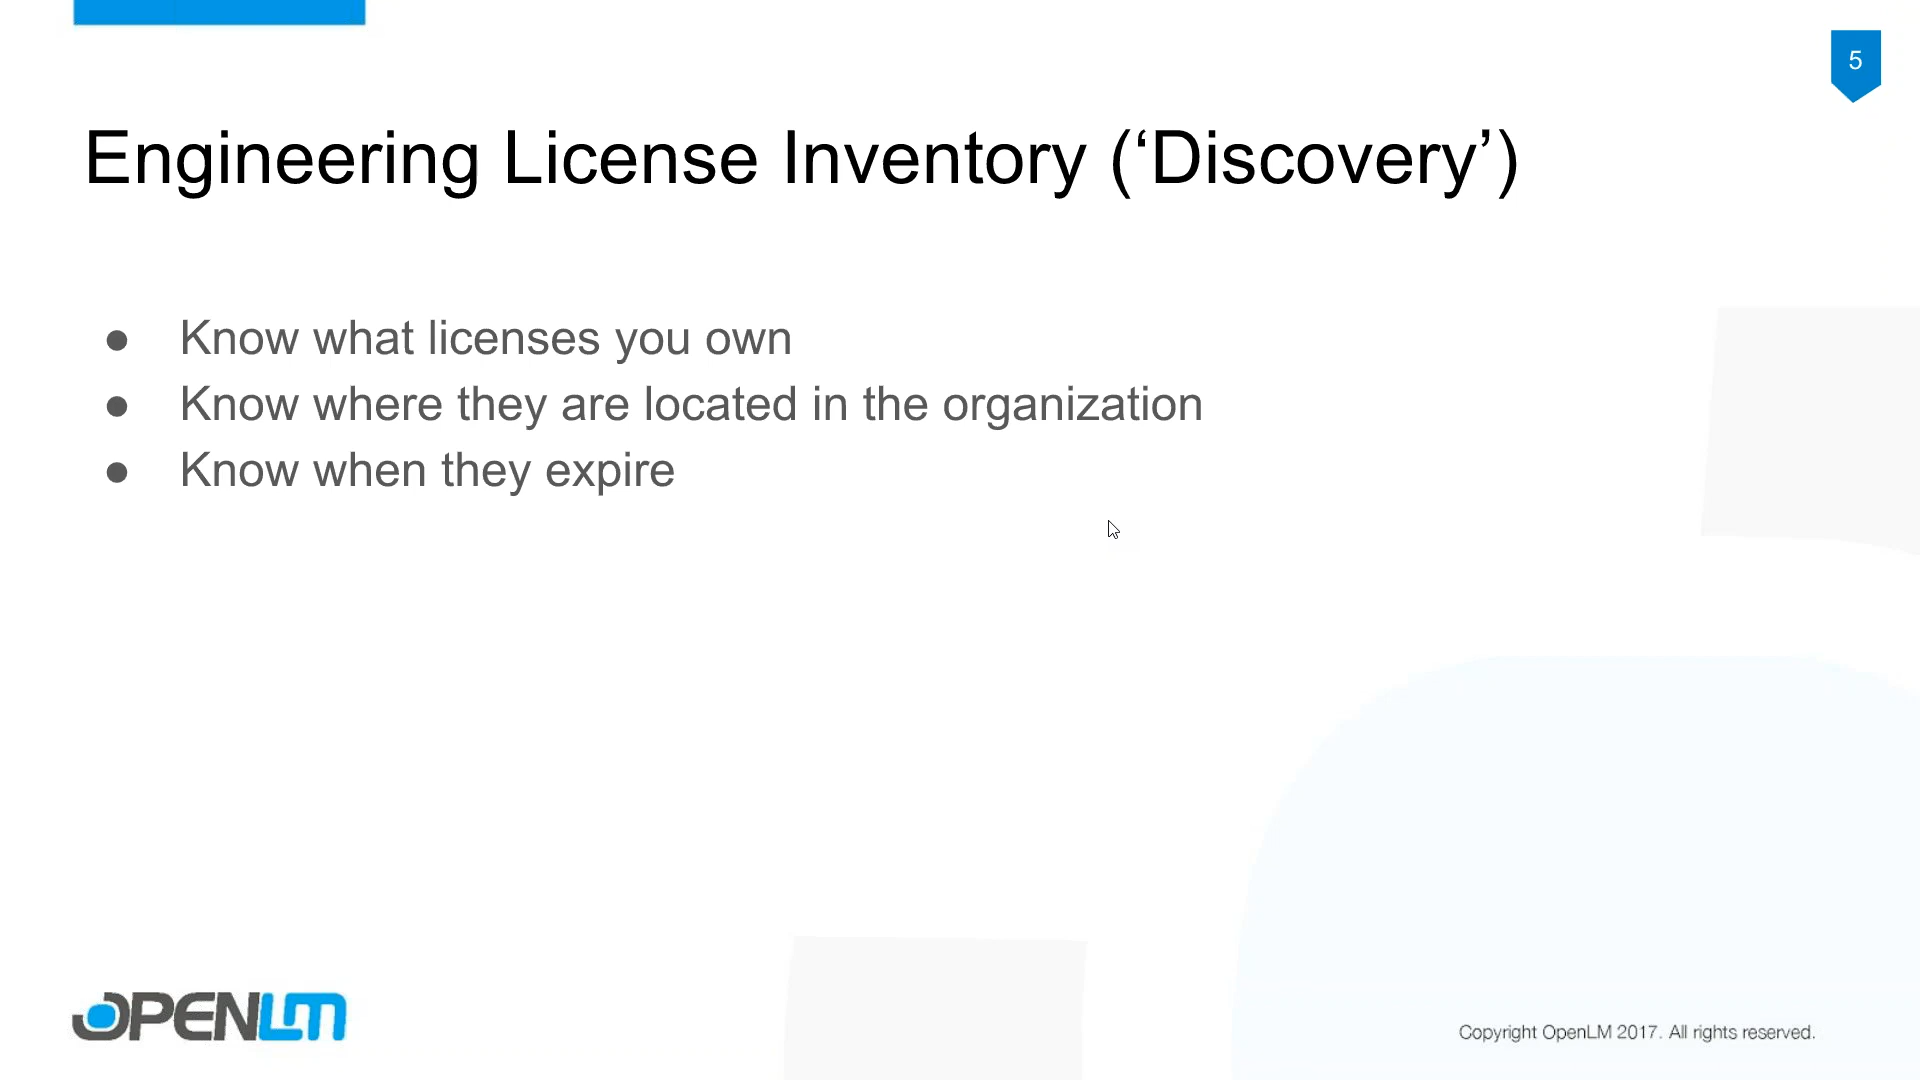 5
Engineering License Inventory (‘Discovery’)
● Know what licenses you own
● Know where they are located in the organization
● Know when they expire
OPENLM
Copyright OpenLM 2017. All rights reserved.